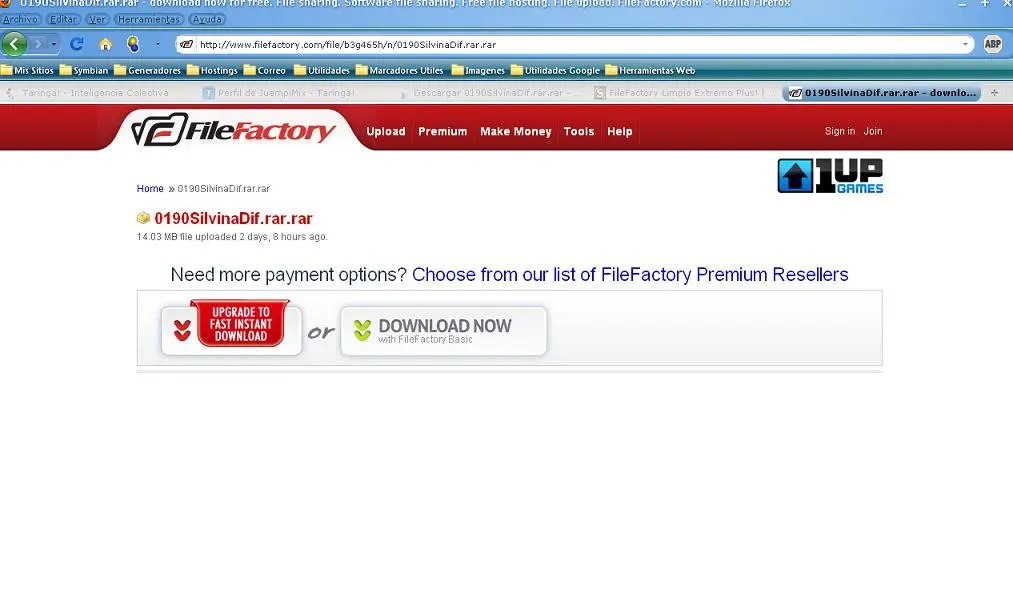 0190SilvinaDif.rar.rar - download now for free. File sharing. Software file sharing. Free file hosting. File upload. FileFactory.com - Mozilla Firefox
Archivo Editar Ver Herramientas Ayuda
http://www.filefactory.com/file/b3g465h/n/0190SilvinaDif.rar.rar
ABP
Mis Sitios Symbian Generadores Hostings Correo Utilidades Marcadores Utiles Imagenes Utilidades Google Herramientas Web
Taringa! - Inteligencia Colectiva
Perfil de JuampiMix - Taringa!
Descargar 0190SilvinaDif.rar.rar - ...
FileFactory Limpio Extremo Plus! | ...
0190SilvinaDif.rar.rar - downlo...
FileFactory
Upload Premium Make Money Tools Help
Sign in Join
1UP
GAMES
Home » 0190SilvinaDif.rar.rar
0190SilvinaDif.rar.rar
14.03 MB file uploaded 2 days, 8 hours ago.
Need more payment options? Choose from our list of FileFactory Premium Resellers
UPGRADE TO
FAST INSTANT
DOWNLOAD
or
DOWNLOAD NOW
with FileFactory Basic